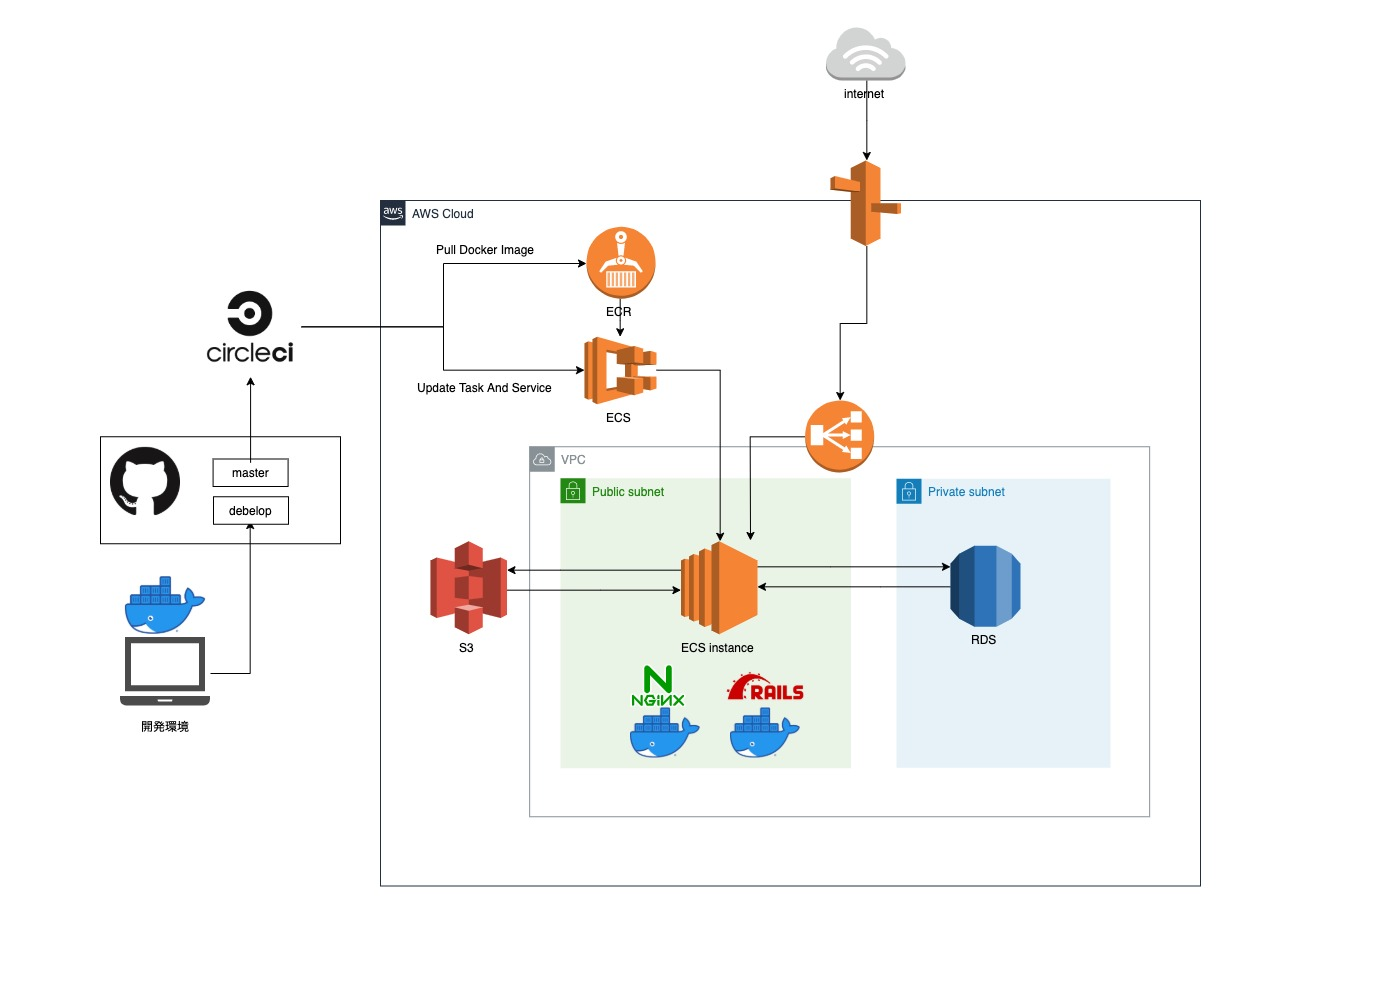 internet
aws
AWS Cloud
Pull Docker Image
ECR
circleci
Update Task And Service
ECS
master
VPC
debelop
Public subnet
Private subnet
S3
ECS instance
RDS
NGiNX
RAILS
開発環境